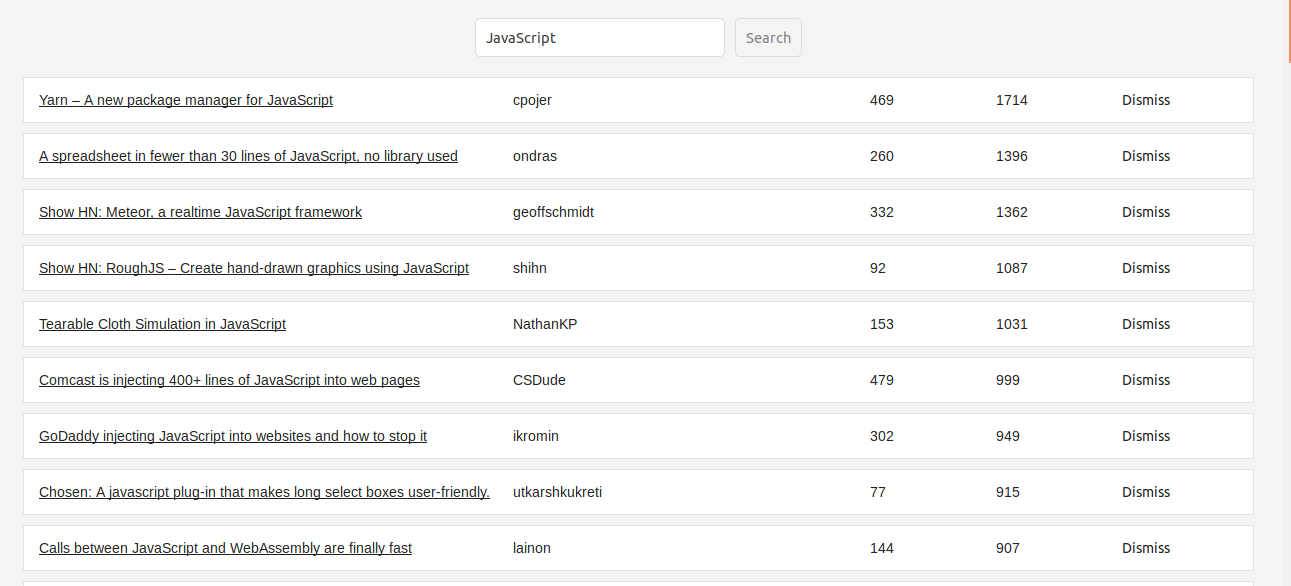 JavaScript Search
Yarn – A new package manager for JavaScript cpojer 469 1714 Dismiss
A spreadsheet in fewer than 30 lines of JavaScript, no library used ondras 260 1396 Dismiss
Show HN: Meteor, a realtime JavaScript framework geoffschmidt 332 1362 Dismiss
Show HN: RoughJS – Create hand-drawn graphics using JavaScript shihn 92 1087 Dismiss
Tearable Cloth Simulation in JavaScript NathanKP 153 1031 Dismiss
Comcast is injecting 400+ lines of JavaScript into web pages CSDude 479 999 Dismiss
GoDaddy injecting JavaScript into websites and how to stop it ikromin 302 949 Dismiss
Chosen: A javascript plug-in that makes long select boxes user-friendly. utkarshkukreti 77 915 Dismiss
Calls between JavaScript and WebAssembly are finally fast lainon 144 907 Dismiss